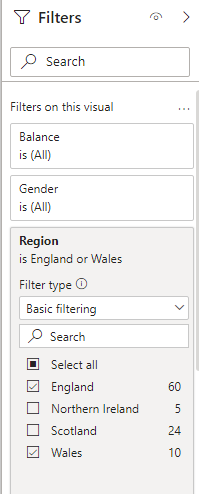 Filters
Search
Filters on this visual
...
Balance
is (All)
Gender
is (All)
Region
is England or Wales
Filter type
Basic filtering
Search
Select all
England 60
Northern Ireland 5
Scotland 24
Wales 10